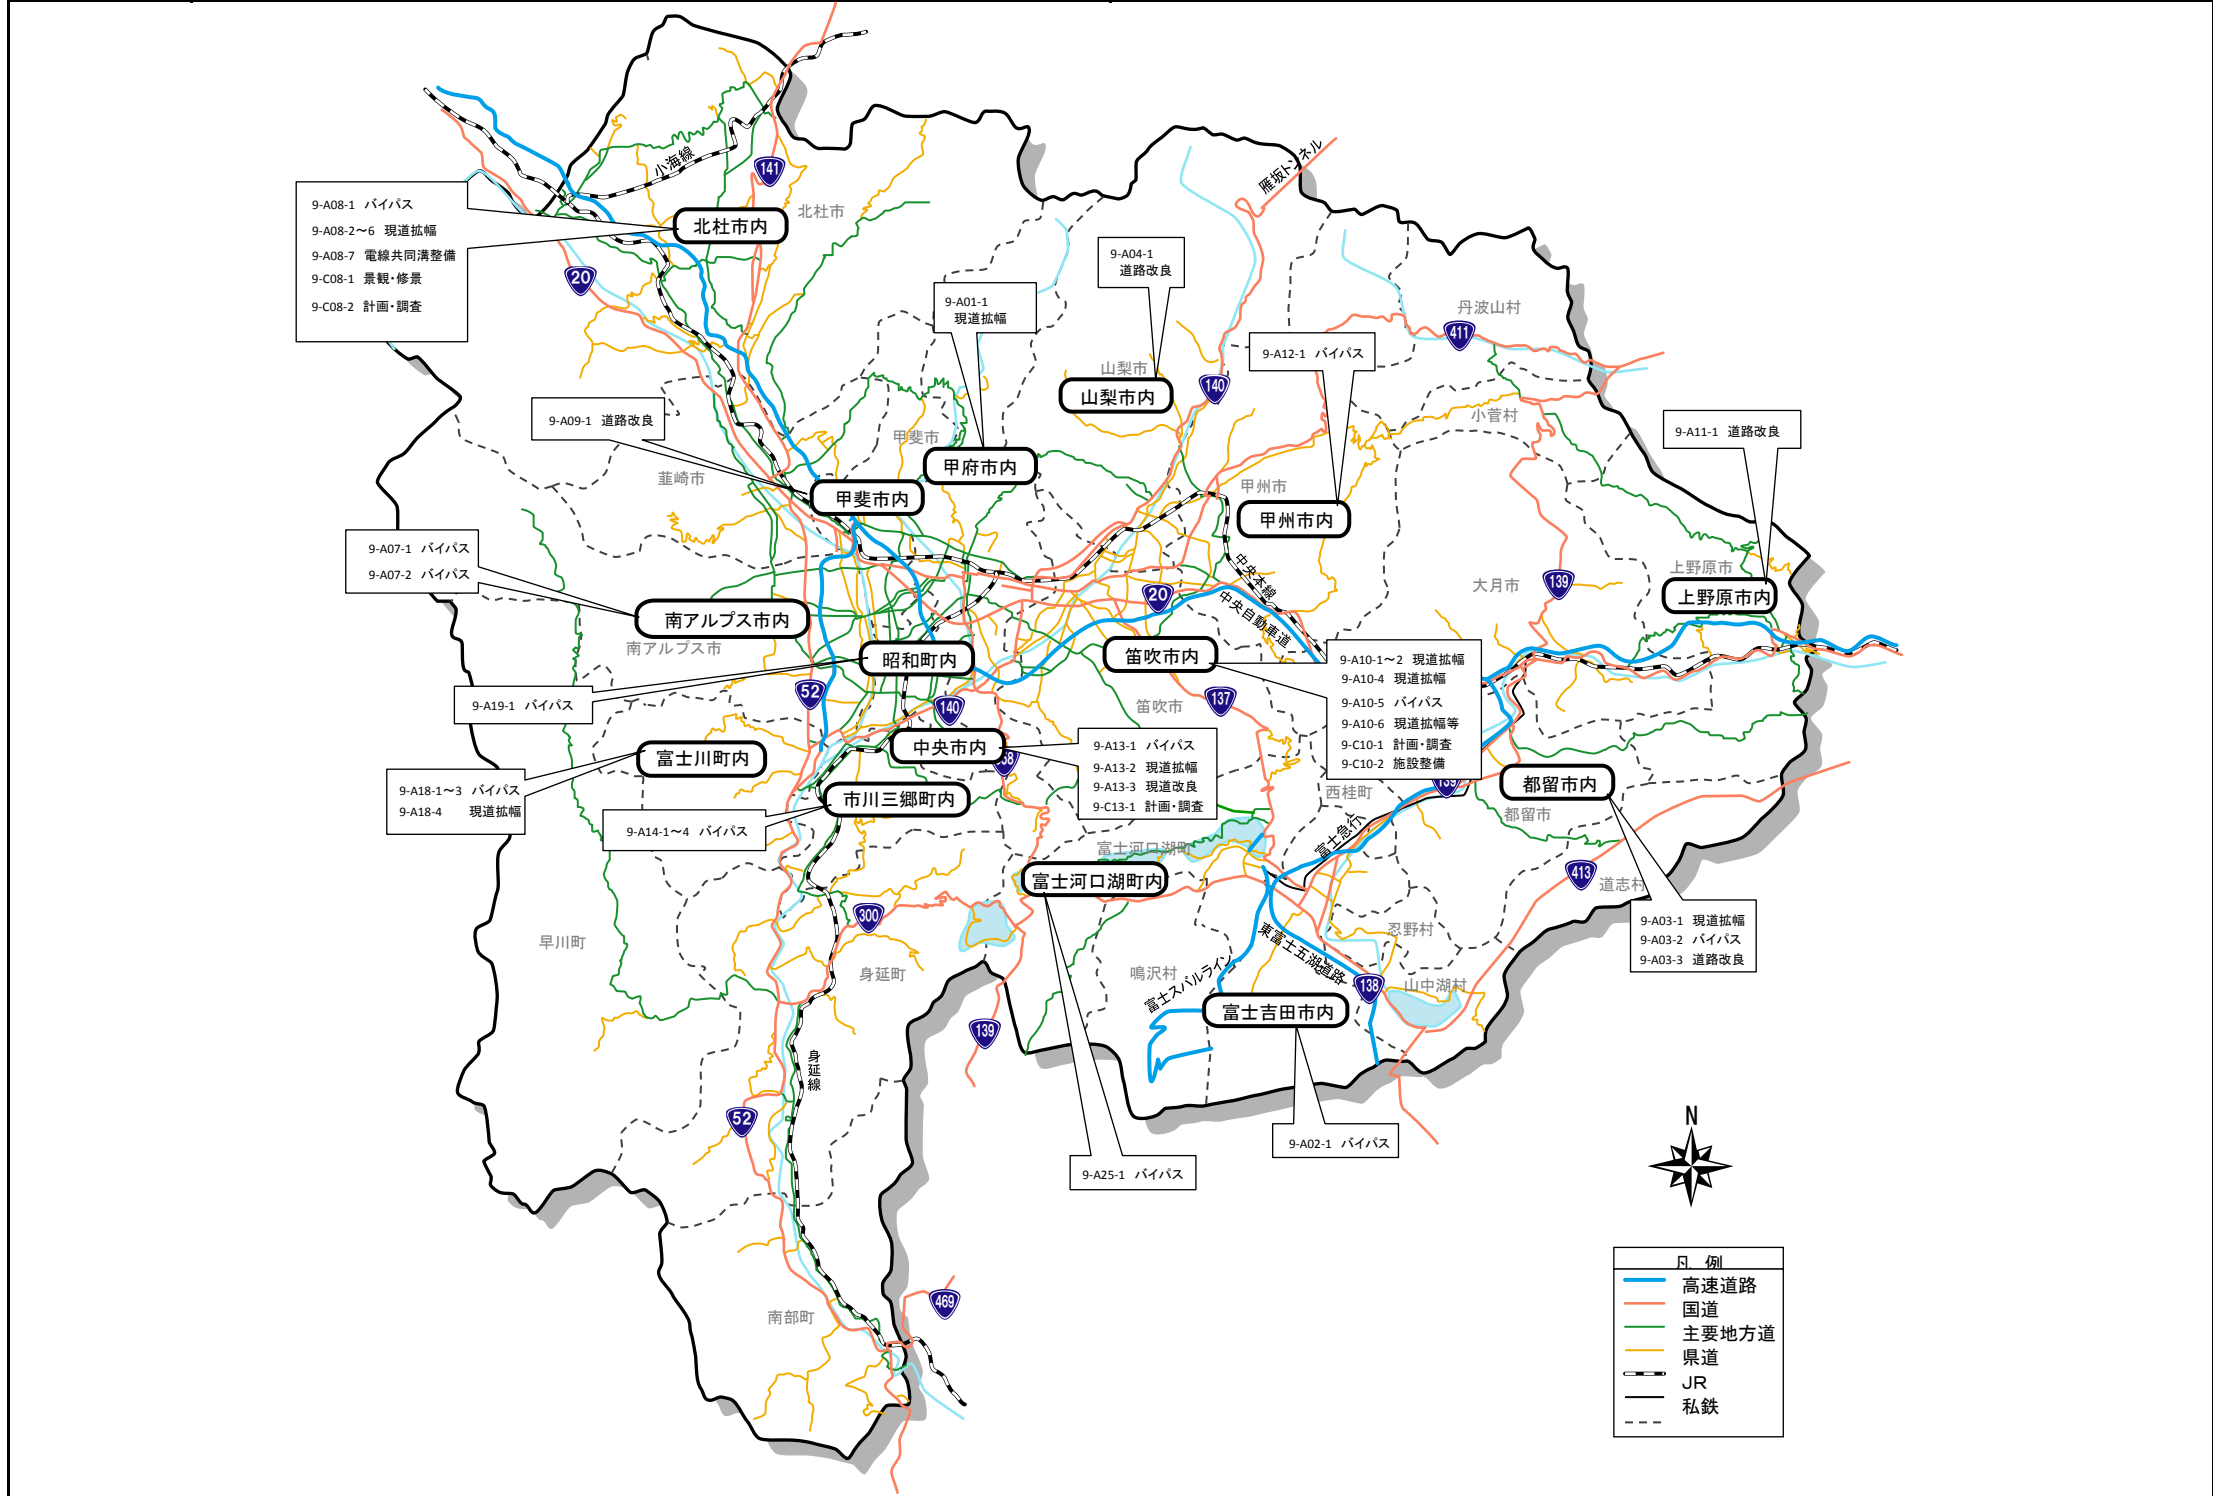 小海線
141
北杜市
北杜市内
雁坂トンネル
9-A08-1 バイパス
9-A08-2～6 現道拡幅
9-A08-7 電線共同溝整備
9-C08-1 景観・修景
9-C08-2 計画・調査
20
9-A04-1
道路改良
9-A01-1
現道拡幅
丹波山村
411
9-A12-1 バイパス
山梨市
山梨市内
140
小菅村
9-A09-1 道路改良
甲斐市
9-A11-1 道路改良
甲府市内
韮崎市
甲斐市内
甲州市
甲州市内
9-A07-1 バイパス
9-A07-2 バイパス
中央本線
中央自動車道
20
大月市
139
上野原市
上野原市内
南アルプス市内
南アルプス市
昭和町内
笛吹市内
9-A10-1～2 現道拡幅
9-A10-4 現道拡幅
9-A10-5 バイパス
9-A10-6 現道拡幅等
9-C10-1 計画・調査
9-C10-2 施設整備
9-A19-1 バイパス
52
140
笛吹市
137
中央市内
9-A13-1 バイパス
9-A13-2 現道拡幅
9-A13-3 現道改良
9-C13-1 計画・調査
富士川町内
9-A18-1～3 バイパス
9-A18-4 現道拡幅
市川三郷町内
9-A14-1～4 バイパス
西桂町
139
都留市内
都留市
富士急行
富士河口湖町
富士河口湖町内
413
道志村
9-A03-1 現道拡幅
9-A03-2 バイパス
9-A03-3 道路改良
300
早川町
身延町
忍野村
東富士五湖道路
鳴沢村
富士スバルライン
138
山中湖村
富士吉田市内
139
身延線
52
9-A02-1 バイパス
9-A25-1 バイパス
N
469
南部町
凡 例
高速道路
国道
主要地方道
県道
JR
私鉄